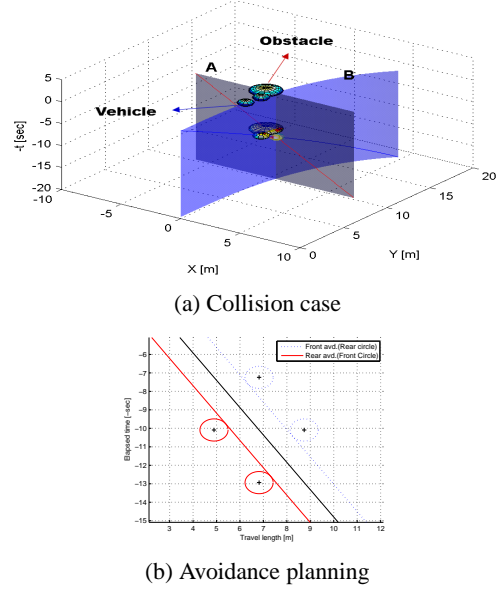 Obstacle
A
B
Vehicle
-t [sec]
5
0
-5
-10
-15
-20
-10
-5
0
5
10
X [m]
0
5
10
15
20
Y [m]
(a) Collision case
Front avd.(Rear circle)
Rear avd.(Front Circle)
Elapsed time [-sec]
-6
-7
-8
-9
-10
-11
-12
-13
-14
-15
3
4
5
6
7
8
9
10
11
12
Travel length [m]
(b) Avoidance planning